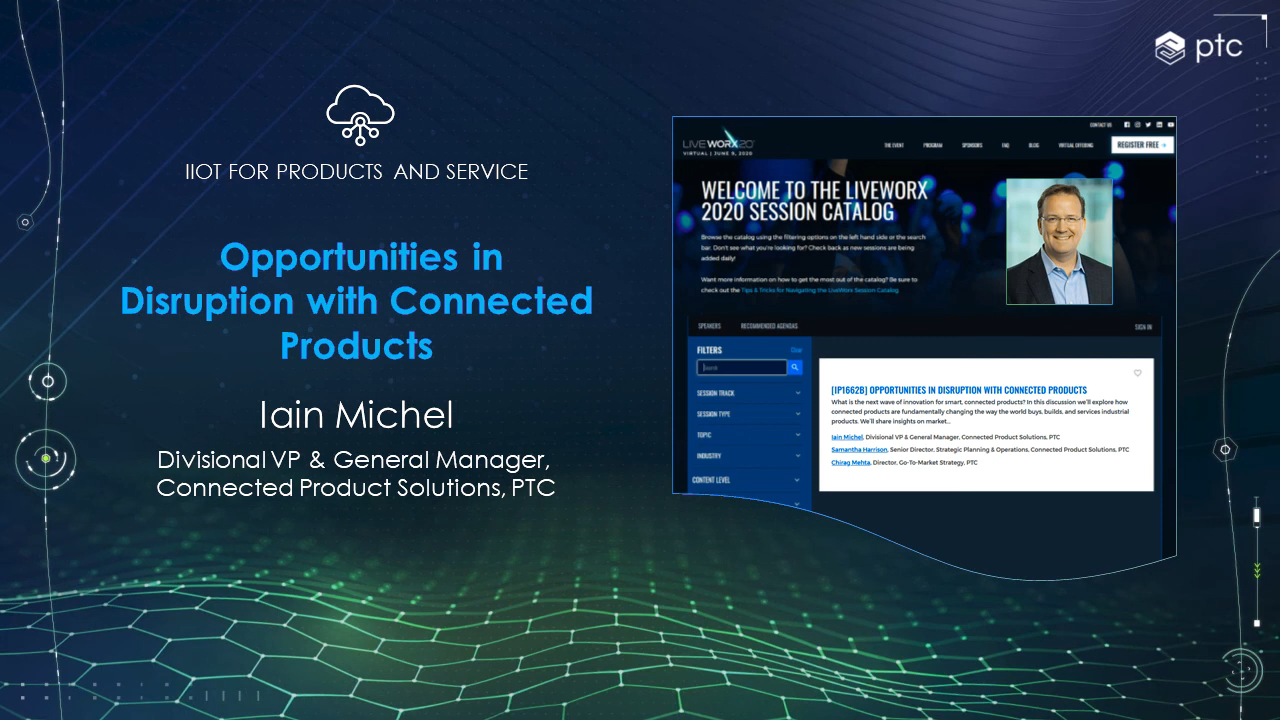 ptc
IIOT FOR PRODUCTS AND SERVICE
Opportunities in
Disruption with Connected
Products
Iain Michel
Divisional VP & General Manager,
Connected Product Solutions, PTC
CONTACT US
LIVEWORX20
VIRTUAL | JUNE 9, 2020
THE EVENT PROGRAM SPONSORS FAQ BLOG VIRTUAL OFFERING REGISTER FREE
WELCOME TO THE LIVEWORX
2020 SESSION CATALOG
Browse the catalog using the filtering options on the left hand side or the search
bar. Don't see what you're looking for? Check back as new sessions are being
added daily!
Want more information on how to get the most out of the catalog? Be sure to
check out the Tips & Tricks for Navigating the LiveWorx Session Catalog
SPEAKERS RECOMMENDED AGENDAS SIGN IN
FILTERS Clear
Search
SESSION TRACK
SESSION TYPE
TOPIC
INDUSTRY
CONTENT LEVEL
[IP1662B] OPPORTUNITIES IN DISRUPTION WITH CONNECTED PRODUCTS
What is the next wave of innovation for smart, connected products? In this discussion we'll explore how
connected products are fundamentally changing the way the world buys, builds, and services industrial
products. We'll share insights on market...
Iain Michel, Divisional VP & General Manager, Connected Product Solutions, PTC
Samantha Harrison, Senior Director, Strategic Planning & Operations, Connected Product Solutions, PTC
Chirag Mehta, Director, Go-To-Market Strategy, PTC